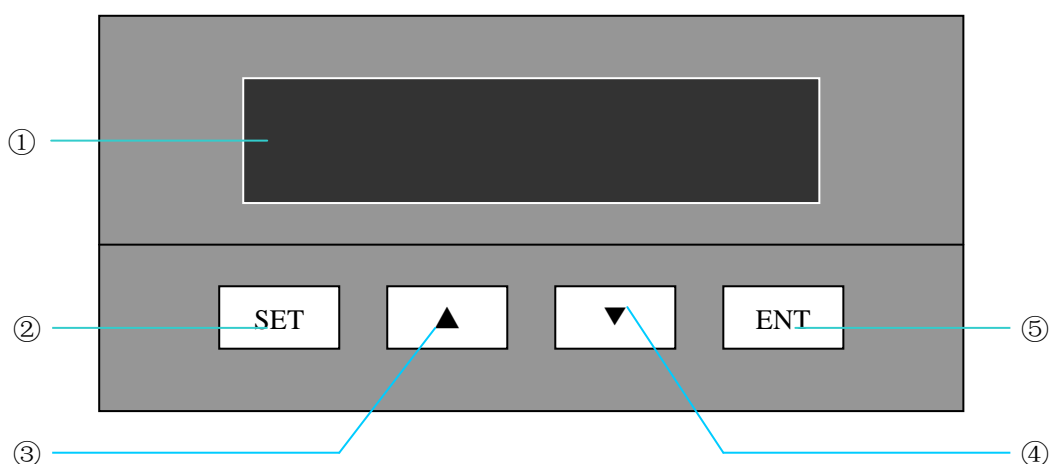 ①
② SET ▲ ▼ ENT ⑤
③ ④